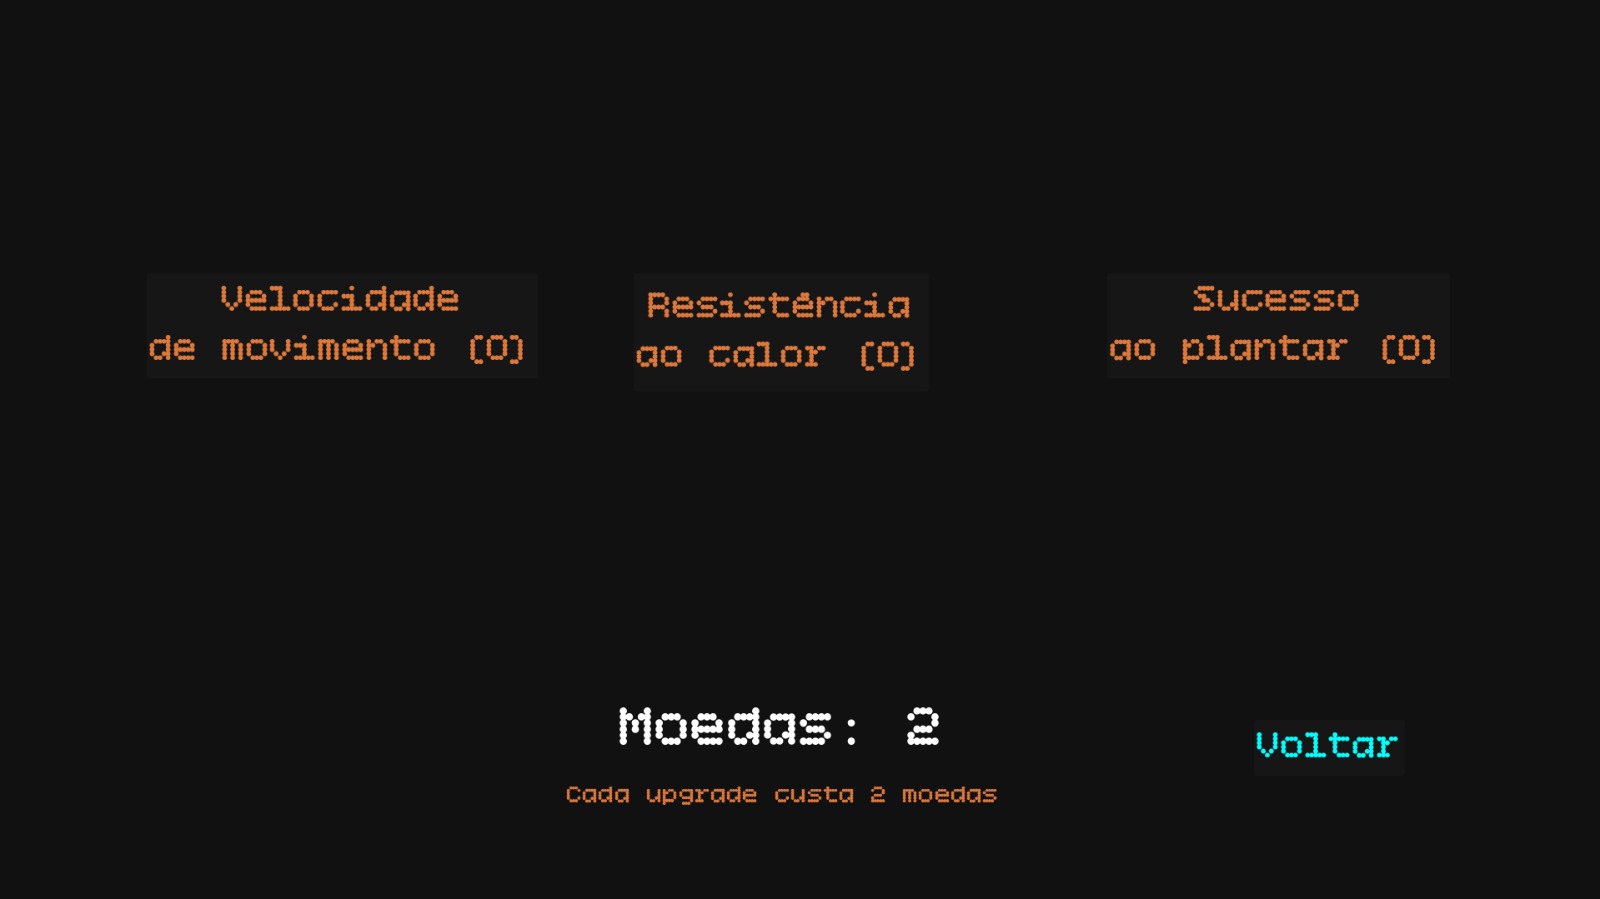 Velocidade
de movimento (0)
Resistência
ao calor (0)
Sucesso
ao plantar (0)
Moedas: 2
Voltar
Cada upgrade custa 2 moedas